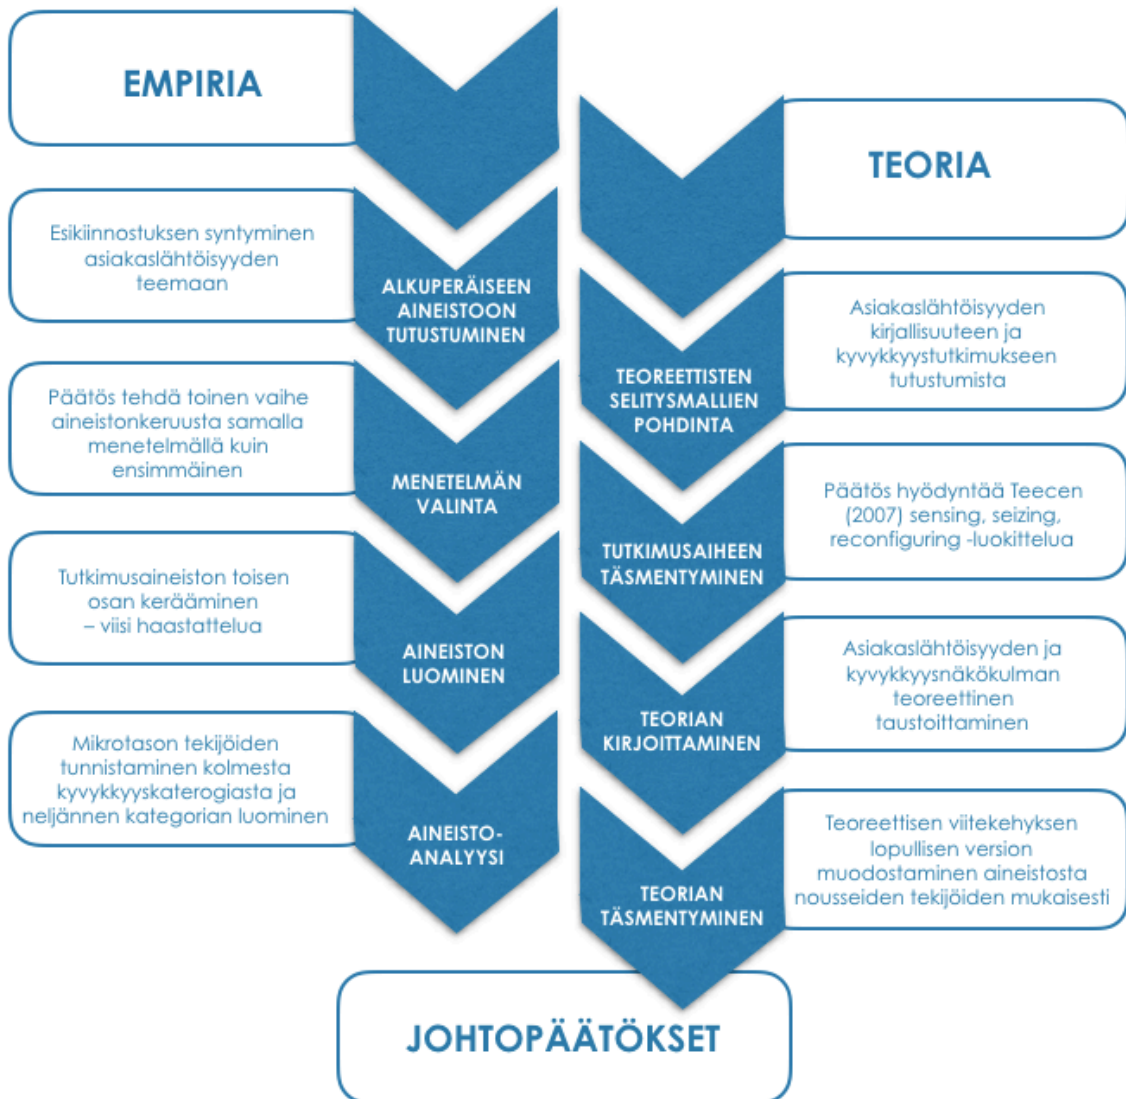 EMPIRIA
TEORIA
Esikiinnostuksen syntyminen
asiakaslähtöisyyden
teemaan
ALKUPERÄISEEN
AINEISTOON
TUTUSTUMINEN
Asiakaslähtöisyyden
kirjallisuuteen ja
kyvykkyystutkimukseen
tutustumista
TEOREETTISTEN
SELITYSMALLIEN
POHDINTA
Päätös tehdä toinen vaihe
aineistonkeruusta samalla
menetelmällä kuin
ensimmäinen
MENETELMÄN
VALINTA
Päätös hyödyntää Teecen
(2007) sensing, seizing,
reconfiguring -luokittelua
TUTKIMUSAIHEEN
TÄSMENTYMINEN
Tutkimusaineiston toisen
osan kerääminen
– viisi haastattelua
AINEISTON
LUOMINEN
Asiakaslähtöisyyden ja
kyvykkyysnäkökulman
teoreettinen
taustoittaminen
TEORIAN
KIRJOITTAMINEN
Mikrotason tekijöiden
tunnistaminen kolmesta
kyvykkyyskaterogiasta ja
neljännen kategorian luominen
AINEISTO-
ANALYYSI
Teoreettisen viitekehyksen
lopullisen version
muodostaminen aineistosta
nousseiden tekijöiden mukaisesti
TEORIAN
TÄSMENTYMINEN
JOHTOPÄÄTÖKSET